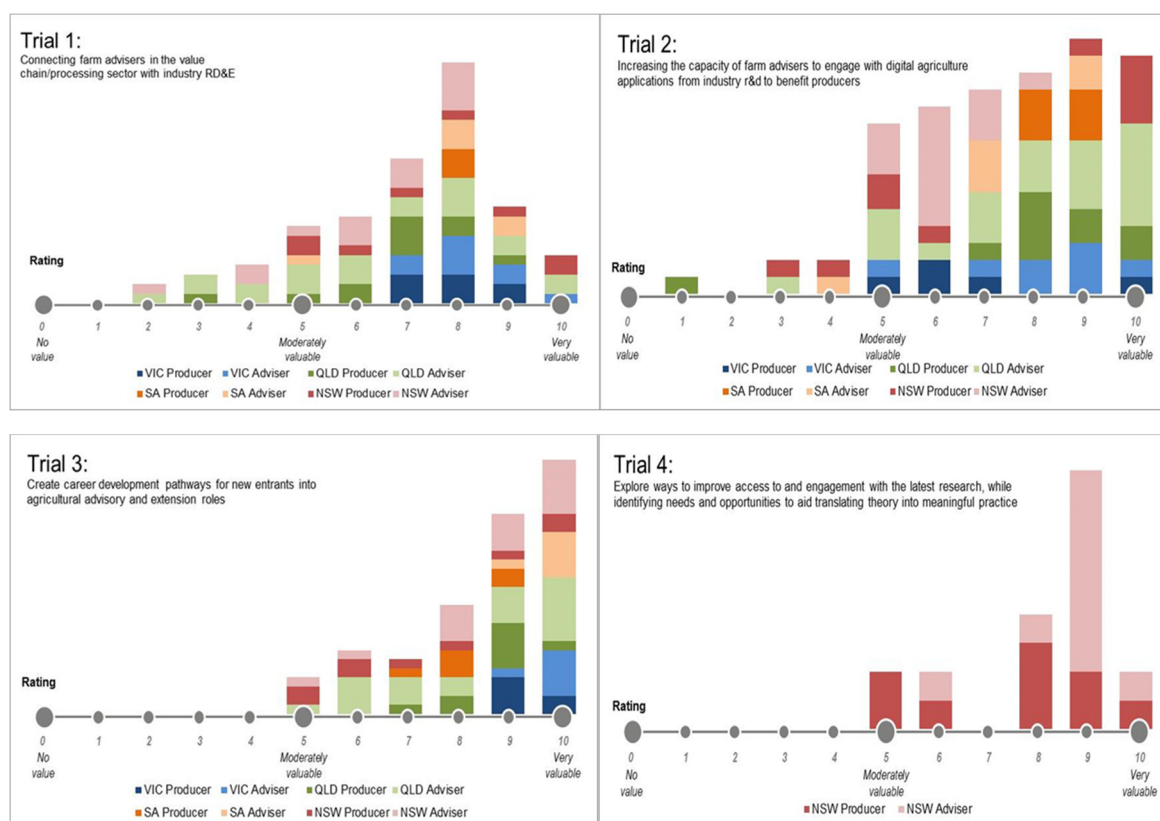 Trial 1:
Connecting farm advisers in the value
chain/processing sector with industry RD&E
Rating
0 1 2 3 4 5 6 7 8 9 10
No Moderately Very
value valuable valuable
VIC Producer VIC Adviser QLD Producer QLD Adviser
SA Producer SA Adviser NSW Producer NSW Adviser
Trial 2:
Increasing the capacity of farm advisers to engage with digital agriculture
applications from industry r&d to benefit producers
Rating
0 1 2 3 4 5 6 7 8 9 10
No Moderately Very
value valuable valuable
VIC Producer VIC Adviser QLD Producer QLD Adviser
SA Producer SA Adviser NSW Producer NSW Adviser
Trial 3:
Create career development pathways for new entrants into
agricultural advisory and extension roles
Rating
0 1 2 3 4 5 6 7 8 9 10
No Moderately Very
value valuable valuable
VIC Producer VIC Adviser QLD Producer QLD Adviser
SA Producer SA Adviser NSW Producer NSW Adviser
Trial 4:
Explore ways to improve access to and engagement with the latest research, while
identifying needs and opportunities to aid translating theory into meaningful practice
Rating
0 1 2 3 4 5 6 7 8 9 10
No Moderately Very
value valuable valuable
NSW Producer NSW Adviser